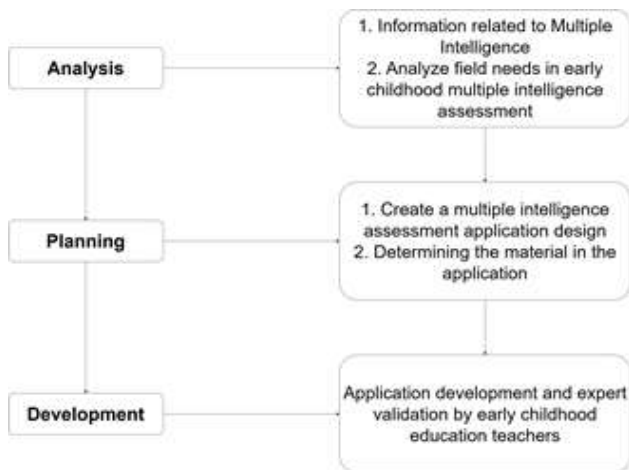 Analysis
1. Information related to Multiple
Intelligence
2. Analyze field needs in early
childhood multiple intelligence
assessment
Planning
1. Create a multiple intelligence
assessment application design
2. Determining the material in the
application
Development
Application development and expert
validation by early childhood
education teachers